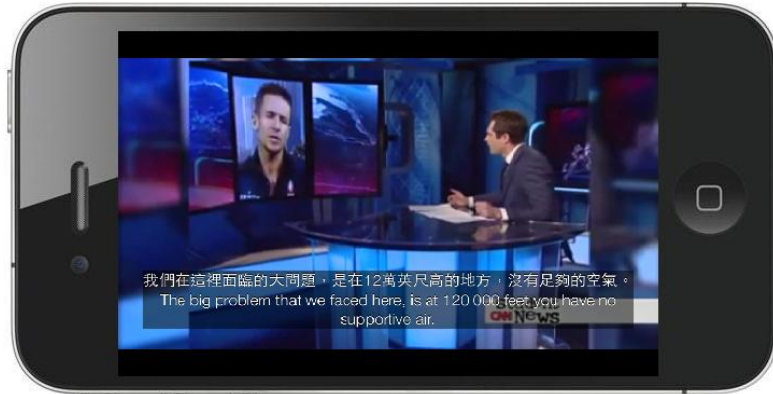 我們在這裡面臨的大問題，是在12萬英尺高的地方，沒有足夠的空氣。
The big problem that we faced here, is at 120 000 feet you have no
supportive air.
CNN NEWS